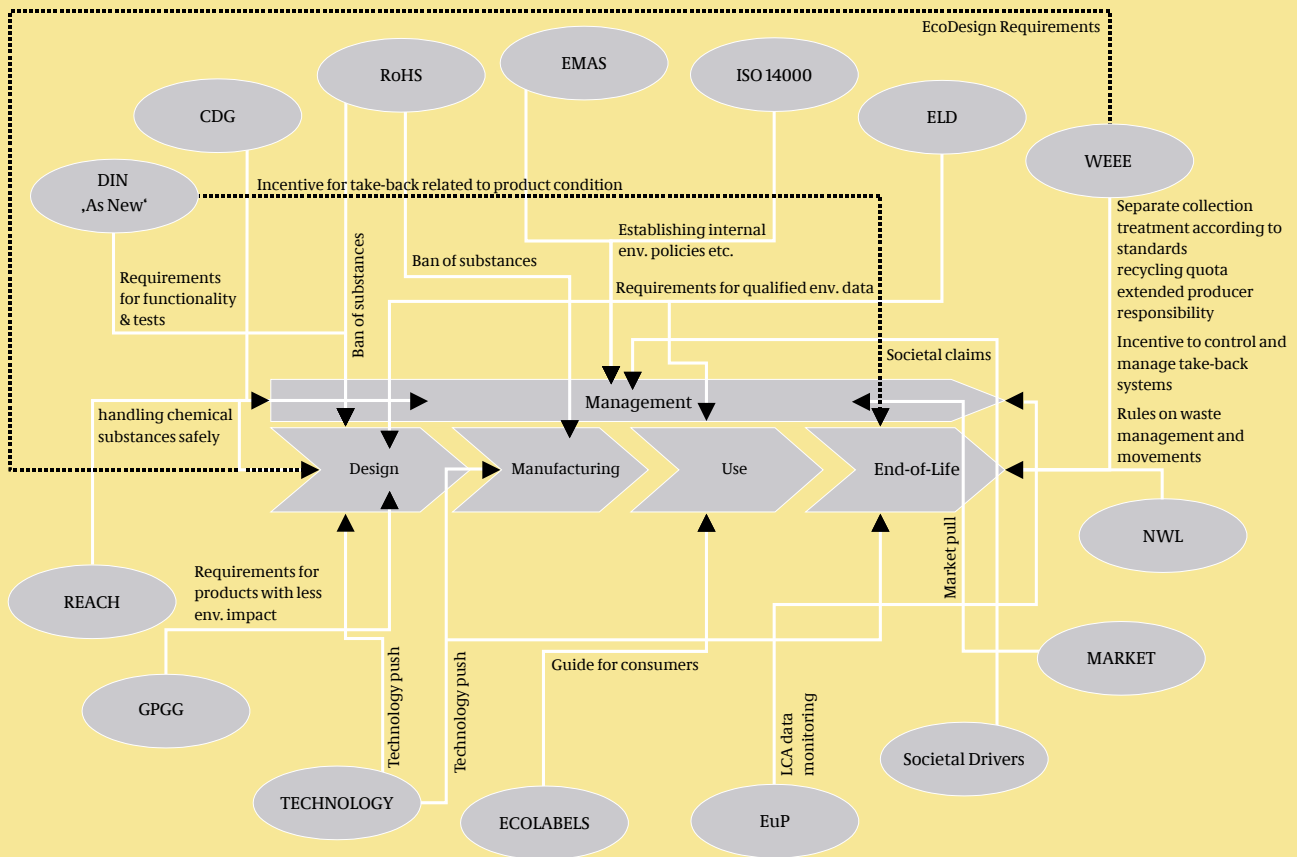 EcoDesign Requirements
RoHS
EMAS
ISO 14000
CDG
ELD
WEEE
DIN
‚As New‘
Incentive for take-back related to product condition
Separate collection
treatment according to
standards
recycling quota
extended producer
responsibility
Incentive to control and
manage take-back
systems
Rules on waste
management and
movements
Establishing internal
env. policies etc.
Ban of substances
Ban of substances
Requirements
for functionality
& tests
Requirements for qualified env. data
Societal claims
Management
handling chemical
substances safely
Design
Manufacturing
Use
End-of-Life
NWL
Market pull
REACH
Requirements for
products with less
env. impact
GPGG
Technology push
Technology push
Guide for consumers
MARKET
LCA data
monitoring
Societal Drivers
TECHNOLOGY
ECOLABELS
EuP